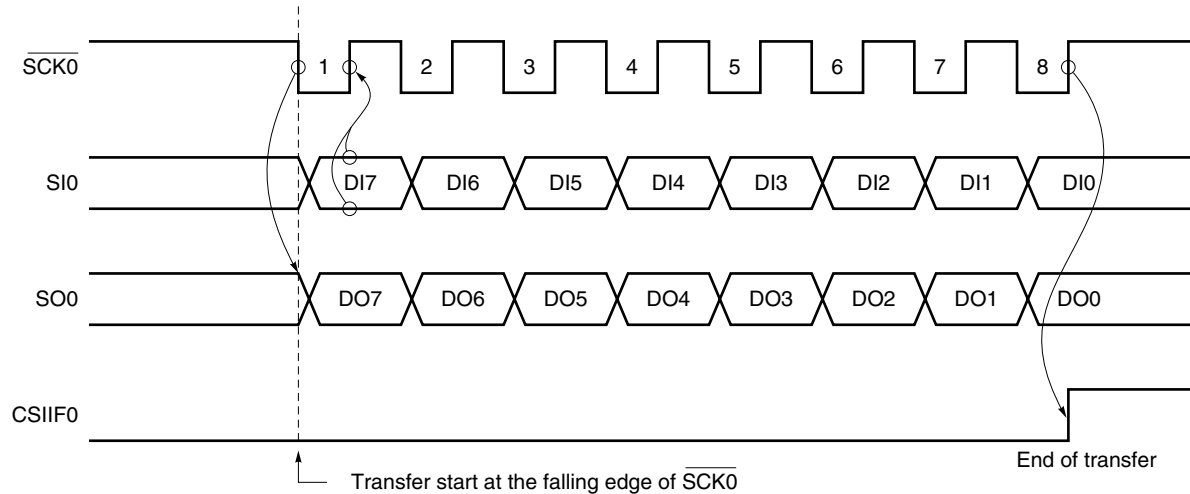 SCK0 1 2 3 4 5 6 7 8
SI0 DI7 DI6 DI5 DI4 DI3 DI2 DI1 DI0
SO0 DO7 DO6 DO5 DO4 DO3 DO2 DO1 DO0
CSIIF0
End of transfer
Transfer start at the falling edge of SCK0